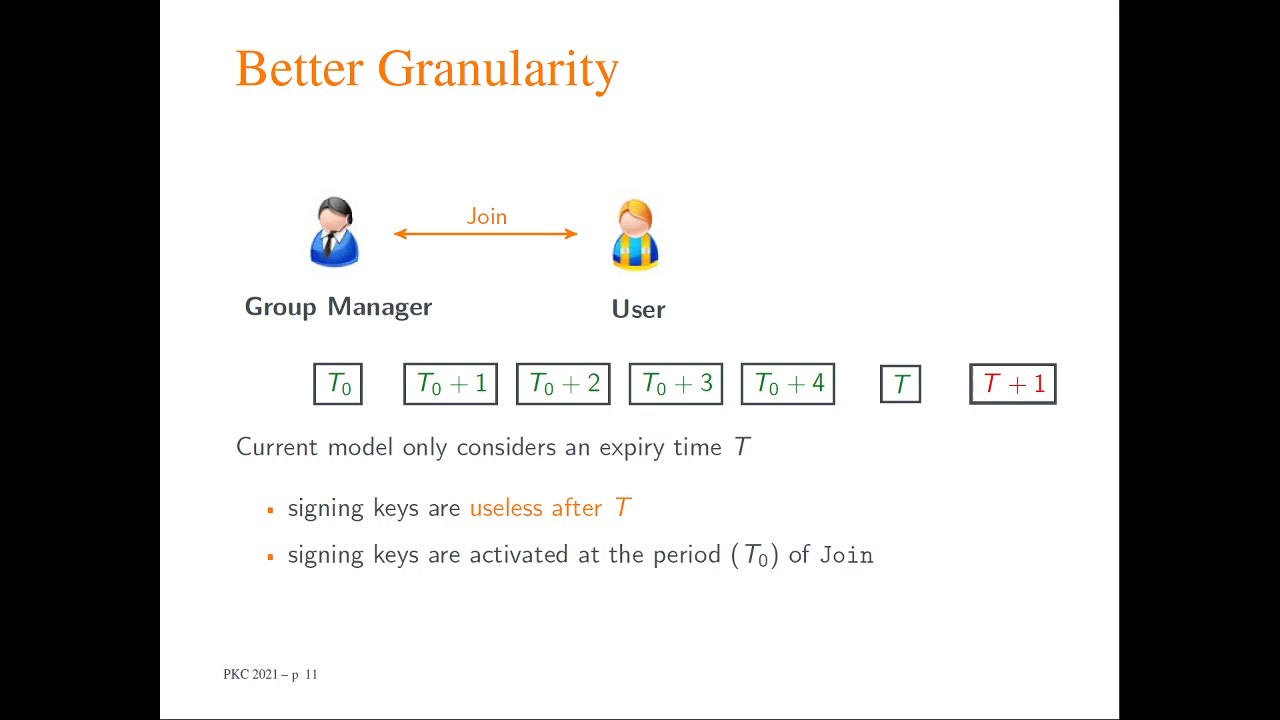 Better Granularity
Join
Group Manager
User
T₀ T₀ + 1 T₀ + 2 T₀ + 3 T₀ + 4 T T + 1
Current model only considers an expiry time T
▪ signing keys are useless after T
▪ signing keys are activated at the period (T₀) of Join
PKC 2021 – p 11